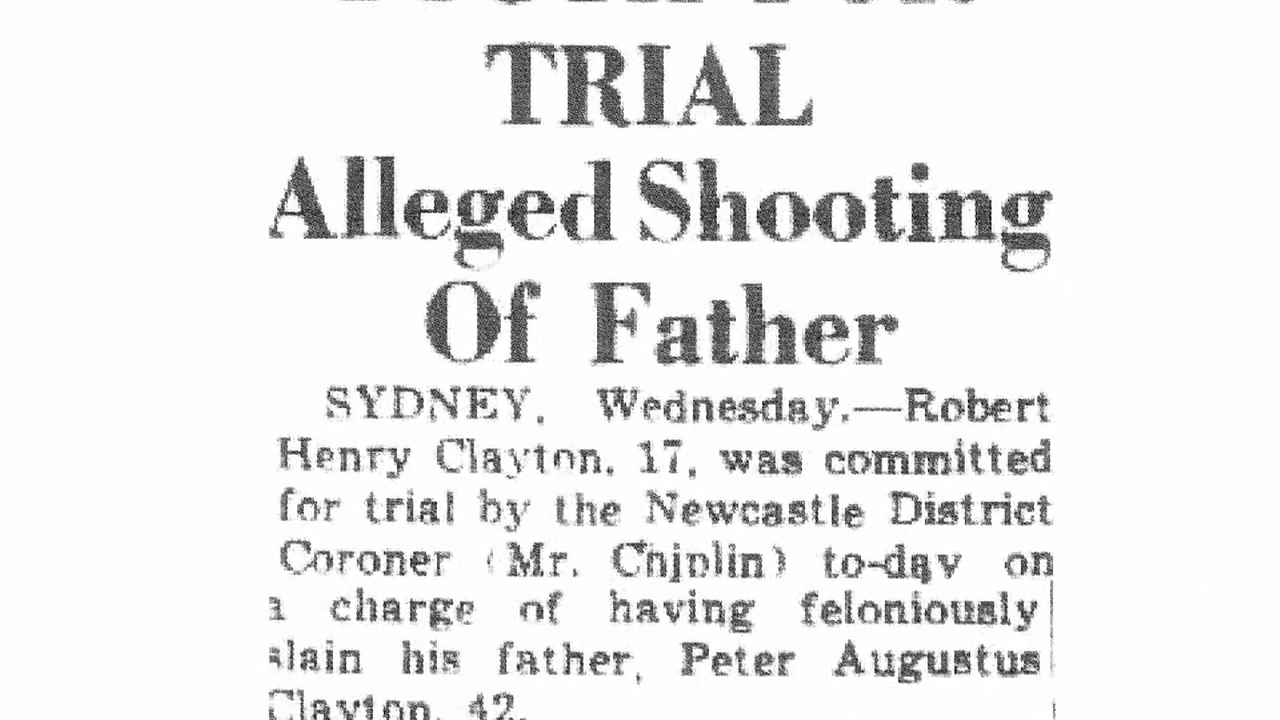 TRIAL
Alleged Shooting
Of Father
SYDNEY, Wednesday.—Robert
Henry Clayton, 17, was committed
for trial by the Newcastle District
Coroner (Mr. Chiplin) to-day on
a charge of having feloniously
slain his father, Peter Augustus
Clayton, 42.